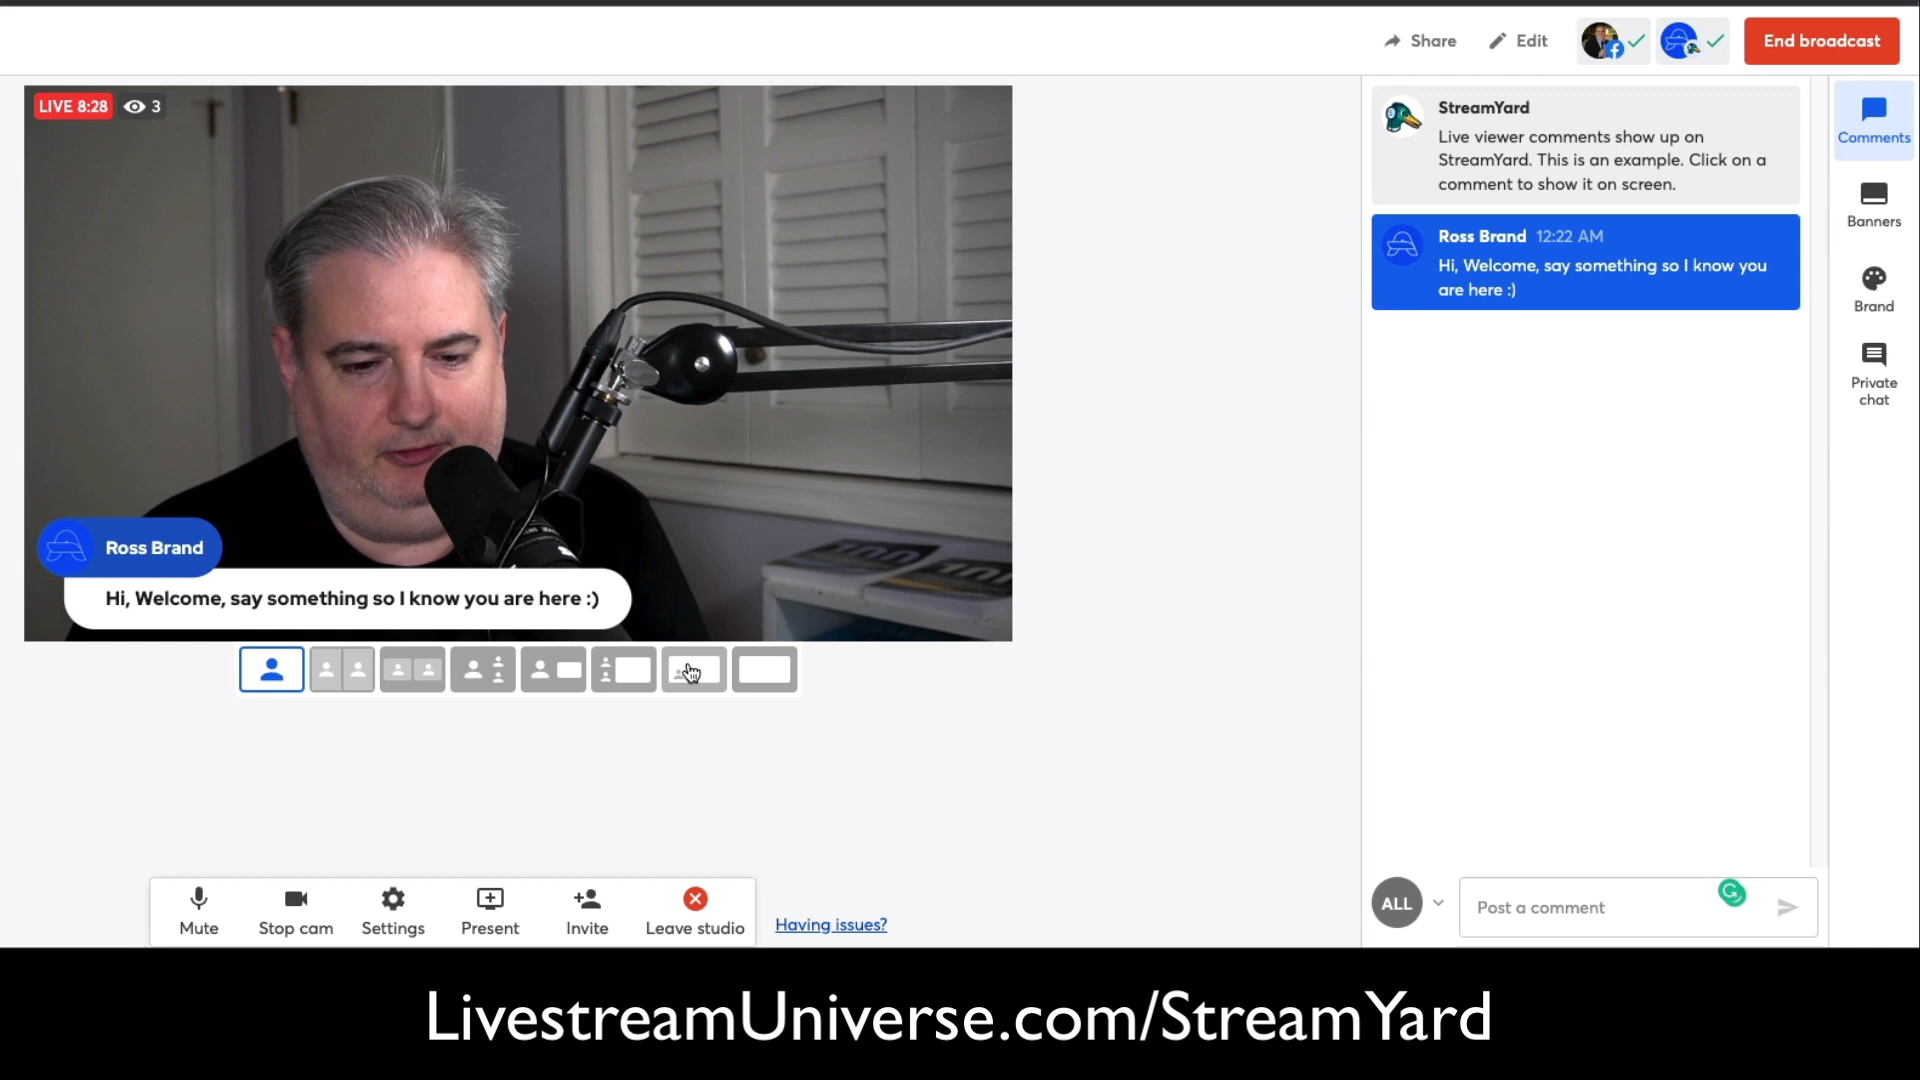 Share
Edit
End broadcast
LIVE 8:28
3
StreamYard
Live viewer comments show up on
StreamYard. This is an example. Click on a
comment to show it on screen.
Ross Brand 12:22 AM
Hi, Welcome, say something so I know you
are here :)
Comments
Banners
Brand
Private
chat
Ross Brand
Hi, Welcome, say something so I know you are here :)
Mute
Stop cam
Settings
Present
Invite
Leave studio
Having issues?
ALL
Post a comment
LivestreamUniverse.com/StreamYard